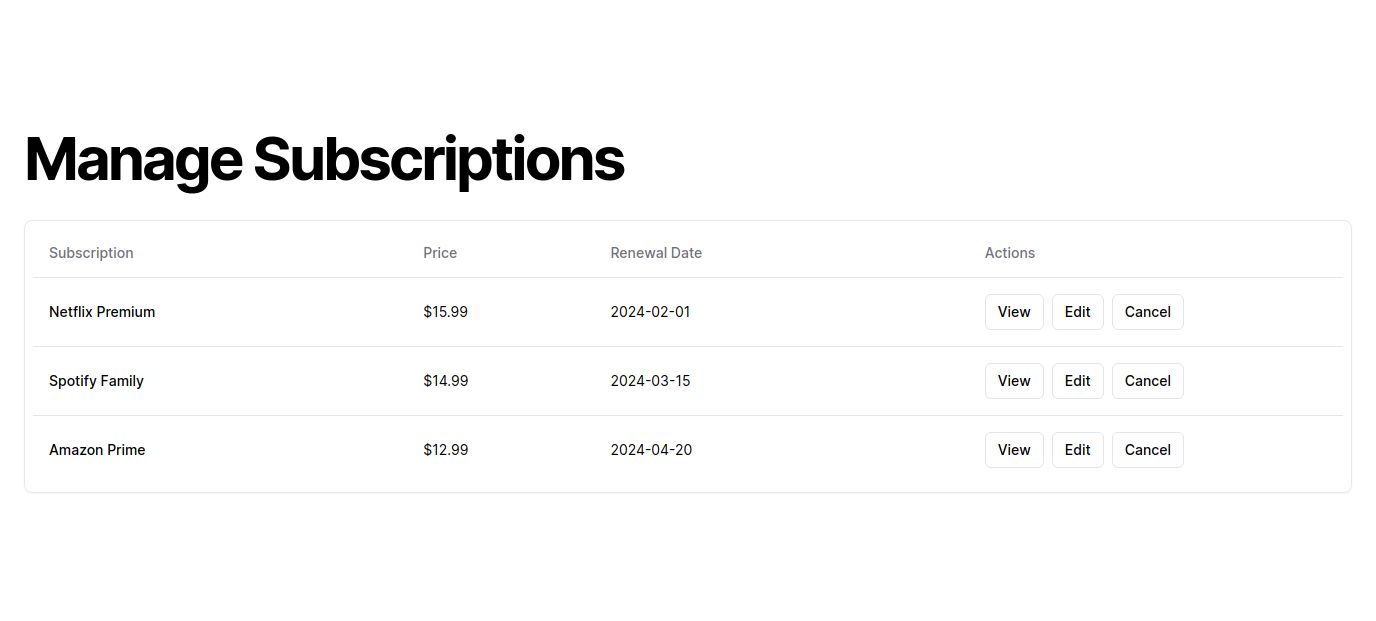 Manage Subscriptions
Subscription Price Renewal Date Actions
Netflix Premium $15.99 2024-02-01 View Edit Cancel
Spotify Family $14.99 2024-03-15 View Edit Cancel
Amazon Prime $12.99 2024-04-20 View Edit Cancel